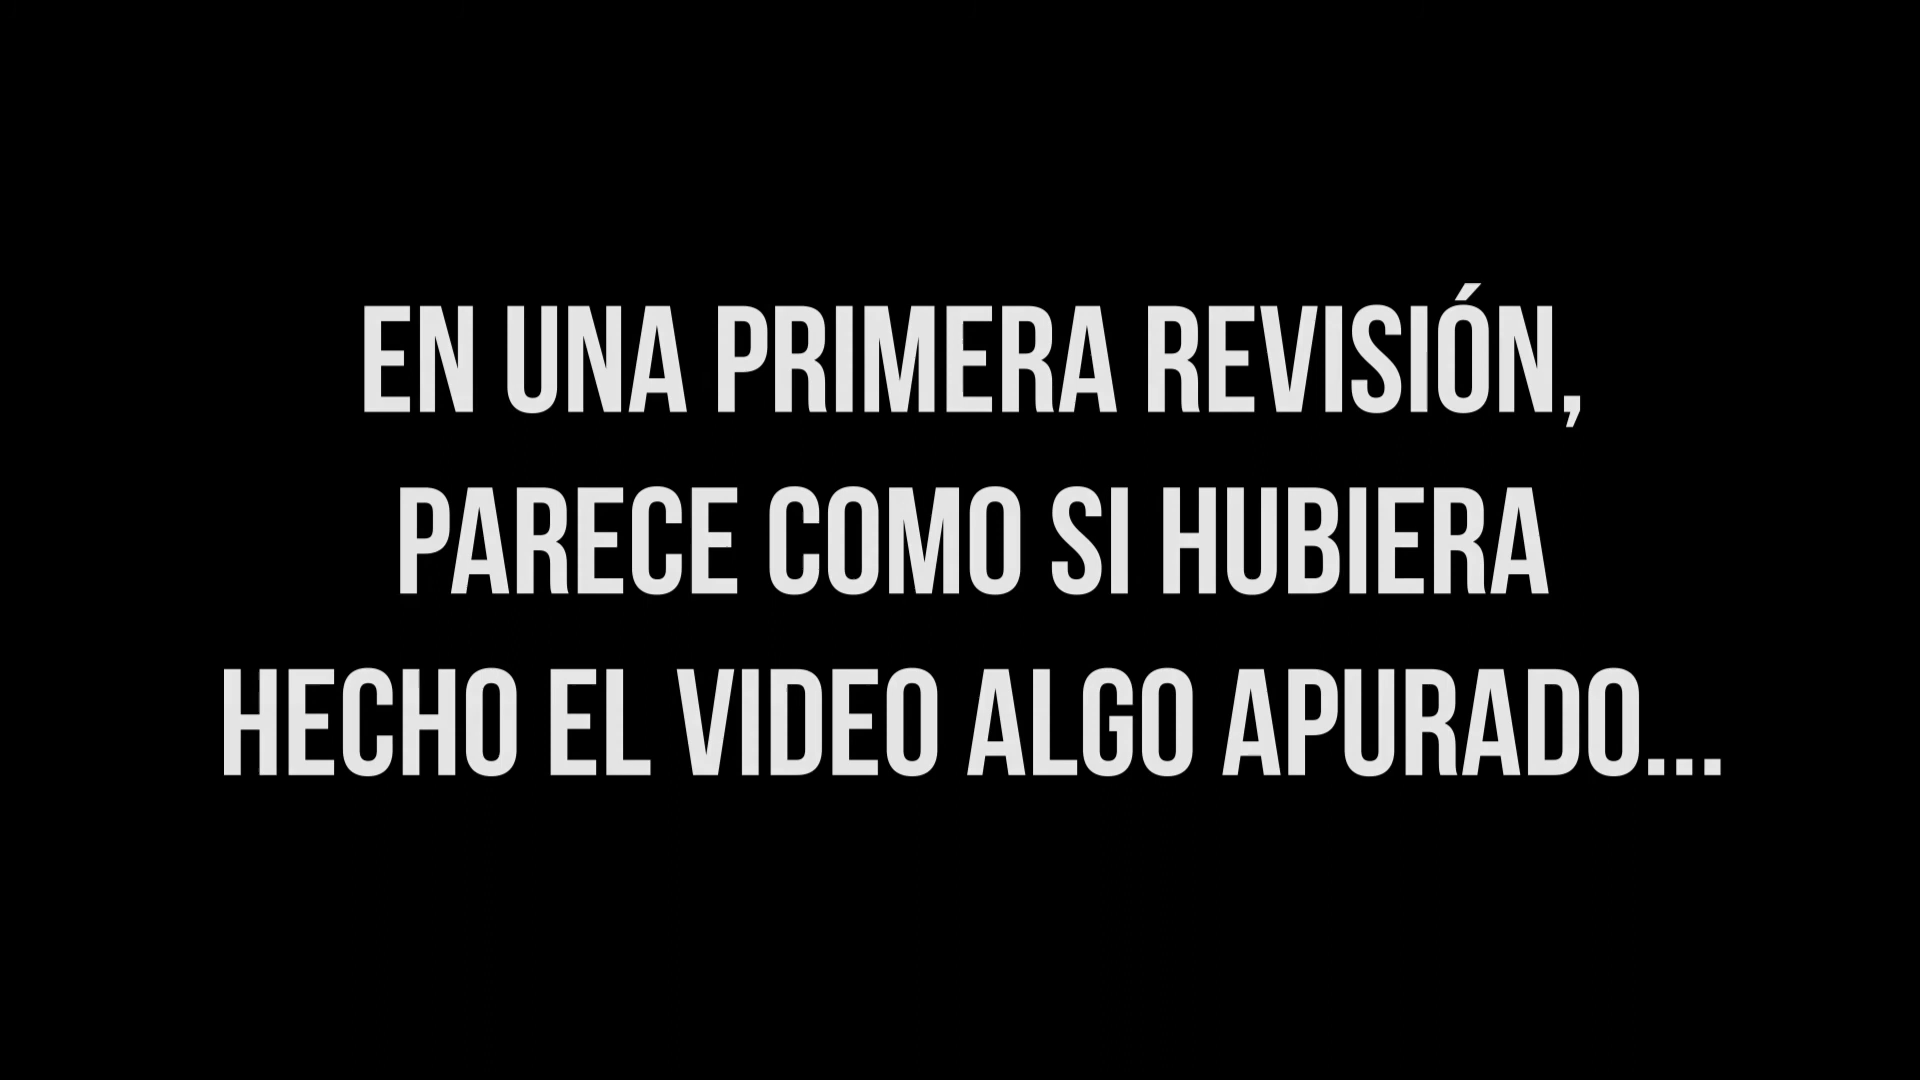 EN UNA PRIMERA REVISIÓN,
PARECE COMO SI HUBIERA
HECHO EL VIDEO ALGO APURADO...